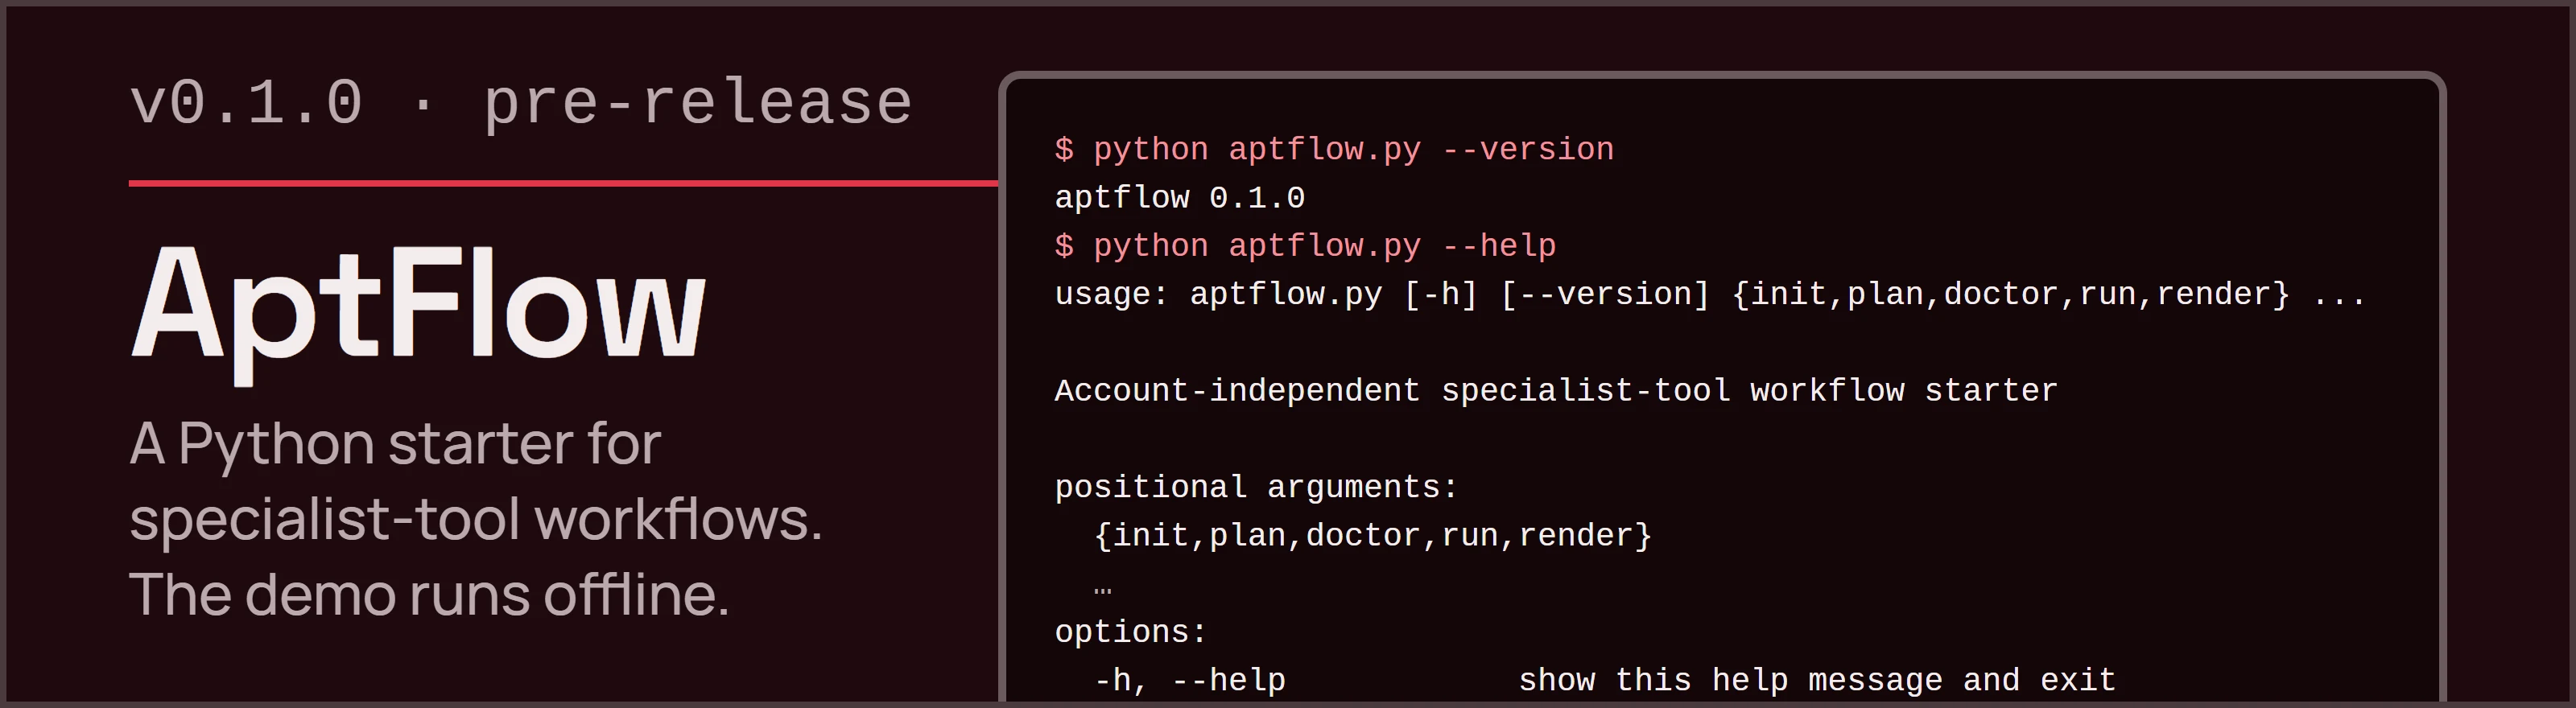 v0.1.0 · pre-release
AptFlow
A Python starter for
specialist-tool workflows.
The demo runs offline.
$ python aptflow.py --version
aptflow 0.1.0
$ python aptflow.py --help
usage: aptflow.py [-h] [--version] {init,plan,doctor,run,render} ...
Account-independent specialist-tool workflow starter
positional arguments:
  {init,plan,doctor,run,render}
  …
options:
  -h, --help            show this help message and exit